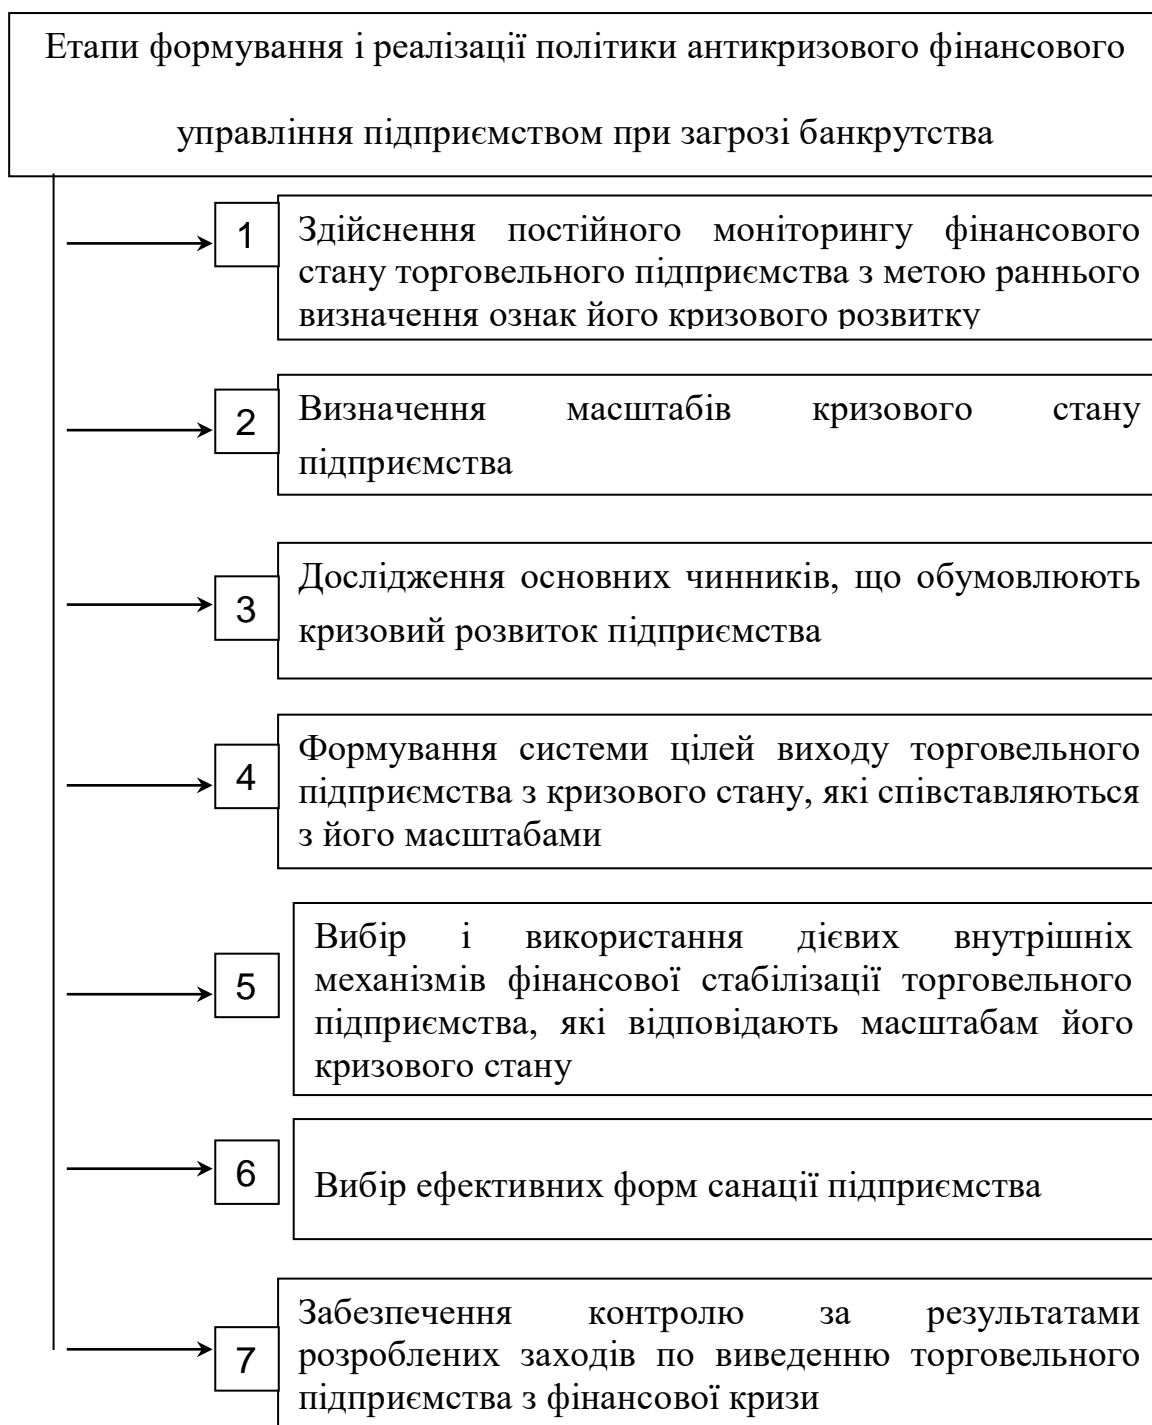 Етапи формування і реалізації політики антикризового фінансового
управління підприємством при загрозі банкрутства
1
Здійснення постійного моніторингу фінансового
стану торговельного підприємства з метою раннього
визначення ознак його кризового розвитку
2
Визначення масштабів кризового стану
підприємства
3
Дослідження основних чинників, що обумовлюють
кризовий розвиток підприємства
4
Формування системи цілей виходу торговельного
підприємства з кризового стану, які співставляються
з його масштабами
5
Вибір і використання дієвих внутрішніх
механізмів фінансової стабілізації торговельного
підприємства, які відповідають масштабам його
кризового стану
6
Вибір ефективних форм санації підприємства
7
Забезпечення контролю за результатами
розроблених заходів по виведенню торговельного
підприємства з фінансової кризи